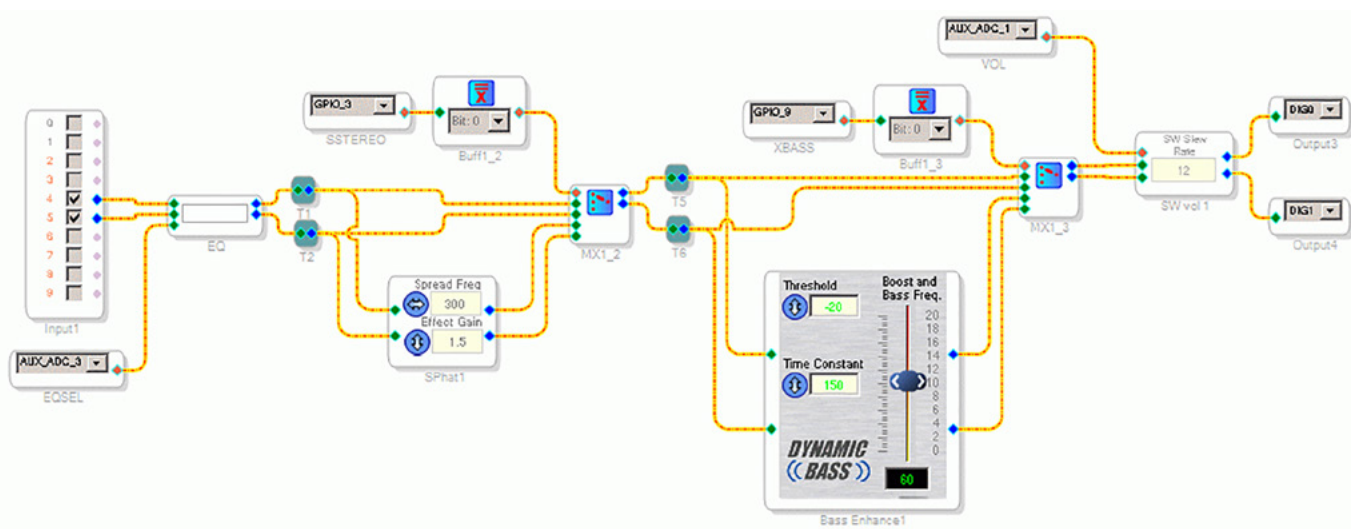 AUX_ADC_1
VOL
GPIO_3
SSTEREO
Bit: 0
Buff1_2
GPIO_9
XBASS
Bit: 0
Buff1_3
DIG0
Output3
0
1
2
3
4
5
6
7
8
9
Input1
EQ
T1
T2
MX1_2
T5
T6
MX1_3
SW Slew
Rate
12
SW vol 1
DIG1
Output4
AUX_ADC_3
EQSEL
Spread Freq
300
Effect Gain
1.5
SPhat1
Threshold
-20
Time Constant
150
DYNAMIC
BASS
Boost and
Bass Freq.
20
18
16
14
12
10
8
6
4
2
0
60
Bass Enhance1